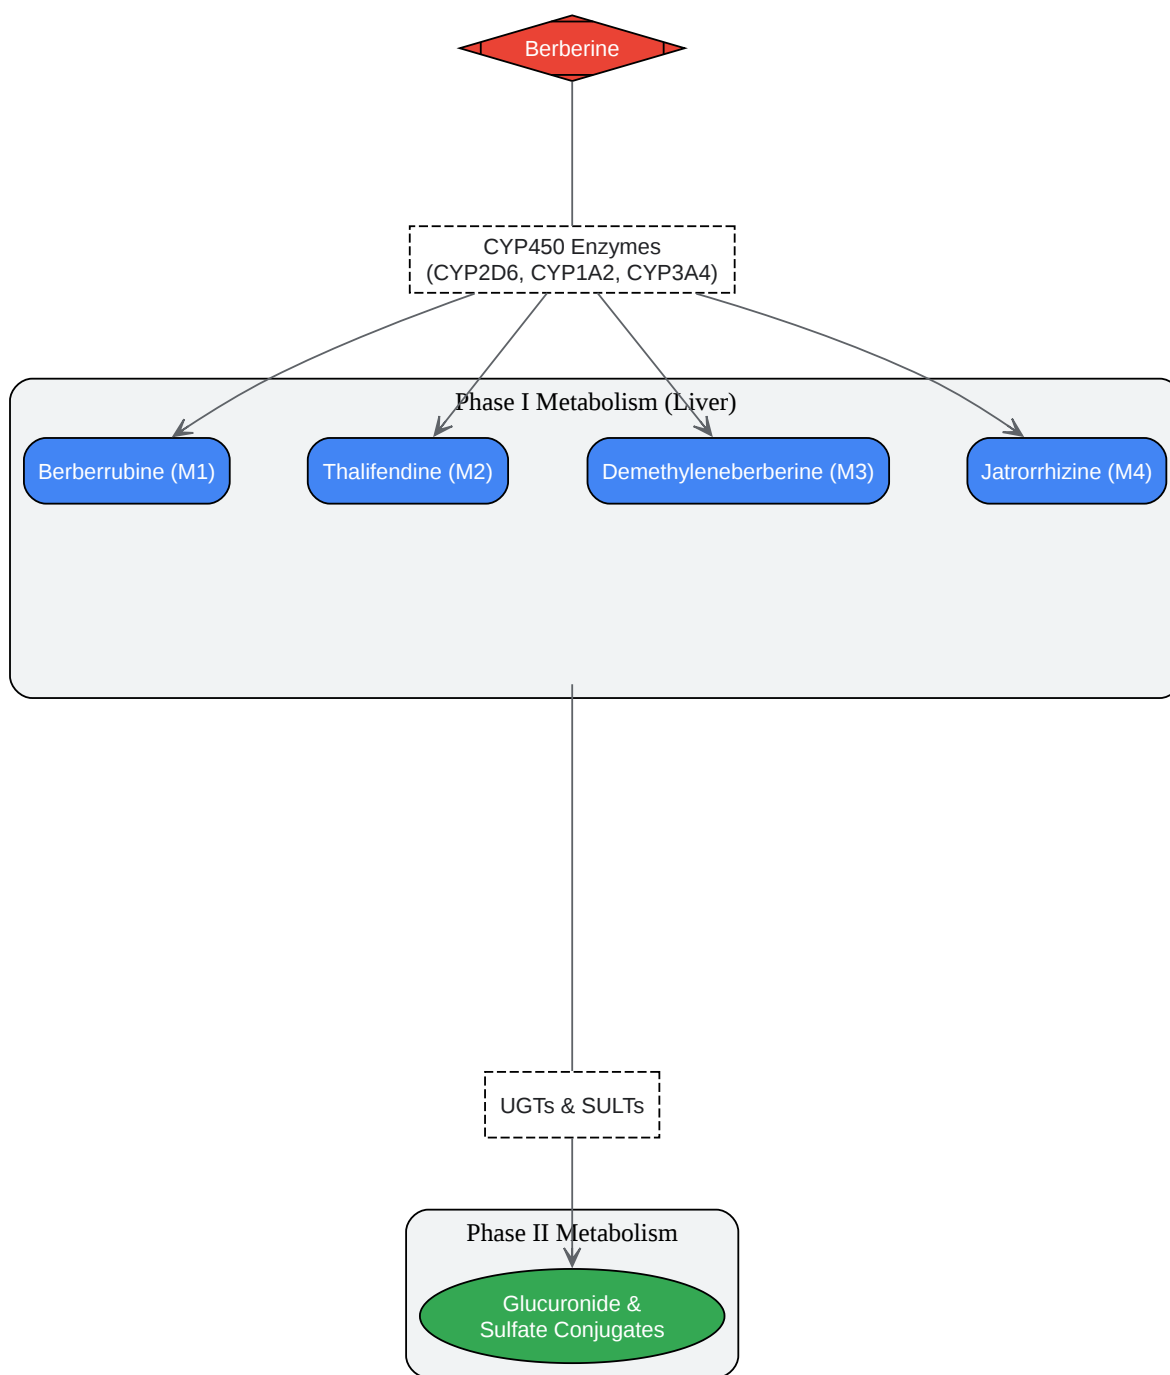 Berberine
CYP450 Enzymes
(CYP2D6, CYP1A2, CYP3A4)
Phase I Metabolism (Liver)
Berberrubine (M1)
Thalifendine (M2)
Demethyleneberberine (M3)
Jatrorrhizine (M4)
UGTs & SULTs
Phase II Metabolism
Glucuronide &
Sulfate Conjugates